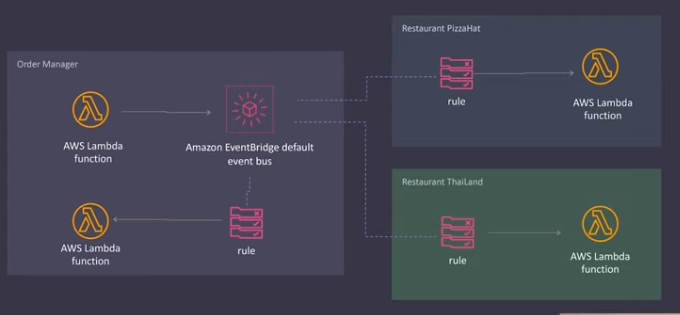 Order Manager
AWS Lambda
function
Amazon EventBridge default
event bus
AWS Lambda
function
rule
Restaurant PizzaHat
rule
AWS Lambda
function
Restaurant ThaiLand
rule
AWS Lambda
function